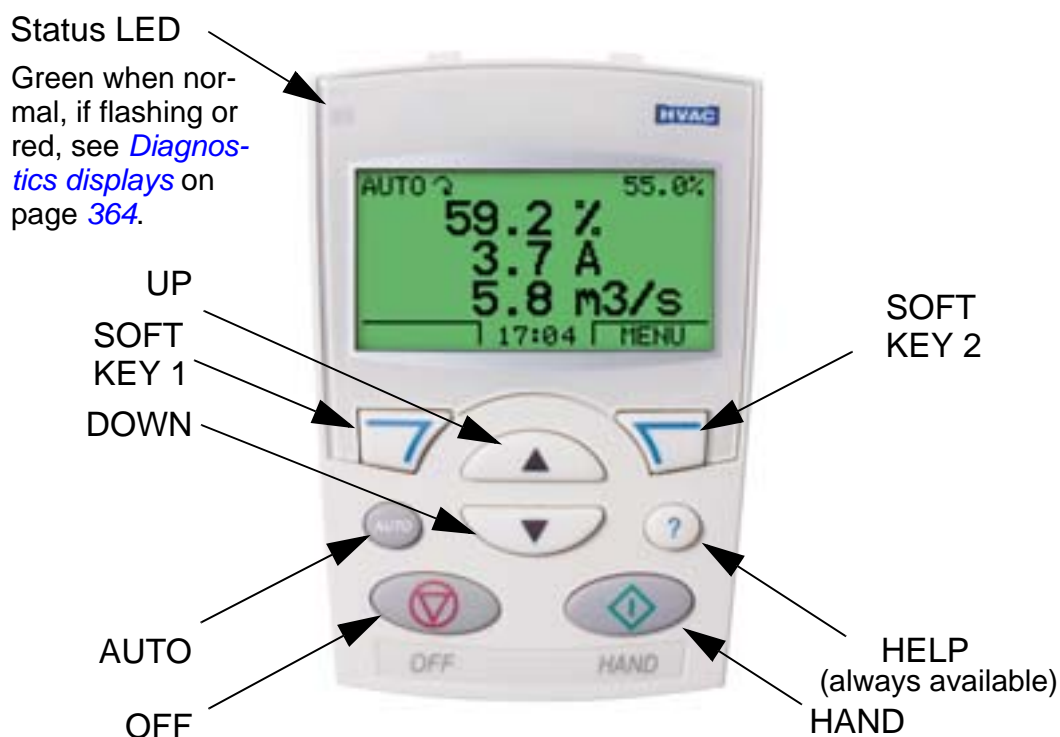 Status LED
Green when nor-
mal, if flashing or
red, see Diagnos-
tics displays on
page 364.
HVAC
AUTO 55.0%
59.2 %
3.7 A
5.8 m3/s
17:04 MENU
UP
SOFT
KEY 1
DOWN
SOFT
KEY 2
AUTO
?
AUTO
OFF
OFF
HAND
HELP
(always available)
HAND